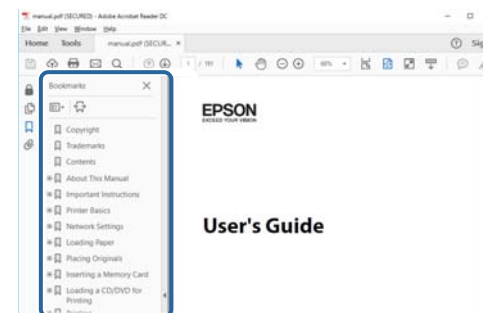 manual.pdf (SECURED) - Adobe Acrobat Reader DC
File Edit View Window Help
Home Tools manual.pdf (SECUR... ×
Bookmarks
EPSON
EXCEED YOUR VISION
Copyright
Trademarks
Contents
About This Manual
Important Instructions
Printer Basics
Network Settings
User's Guide
Loading Paper
Placing Originals
Inserting a Memory Card
Loading a CD/DVD for
Printing